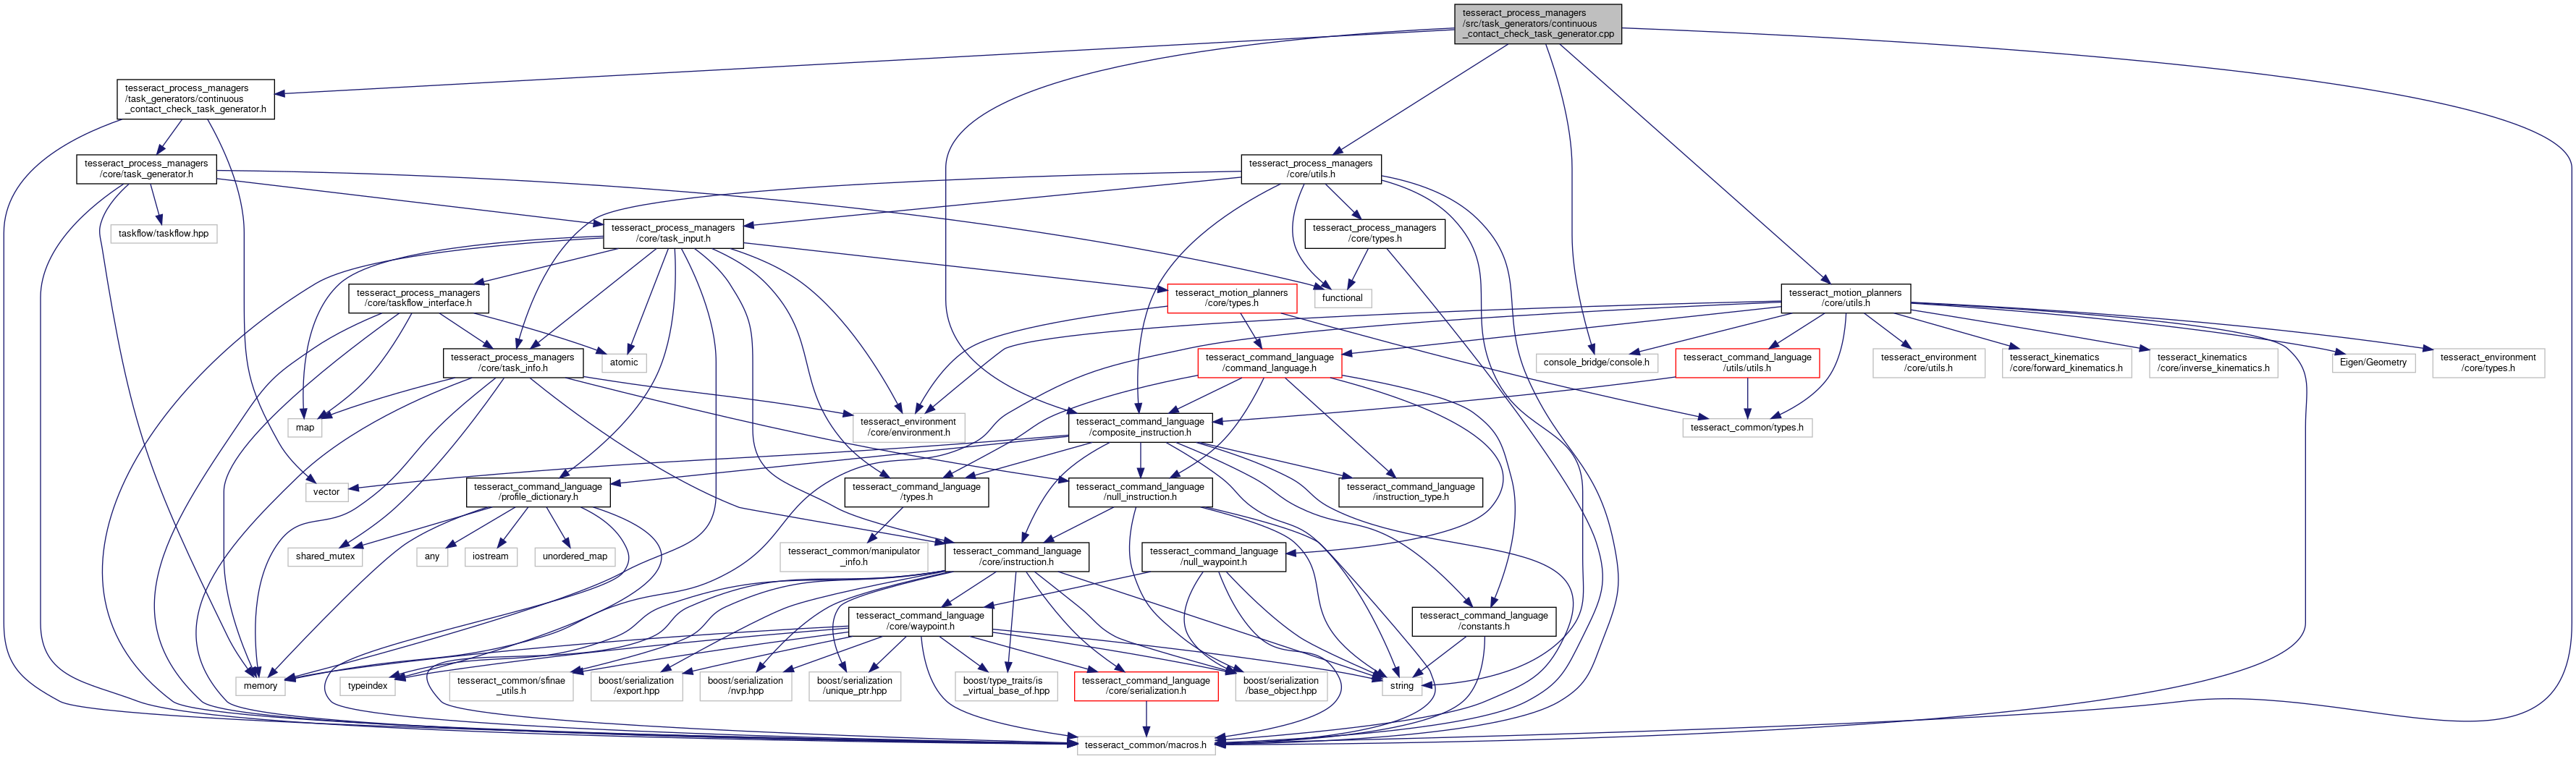 tesseract_process_managers
/src/task_generators/continuous
_contact_check_task_generator.cpp
tesseract_process_managers
/task_generators/continuous
_contact_check_task_generator.h
tesseract_process_managers
/core/task_generator.h
tesseract_process_managers
/core/utils.h
taskflow/taskflow.hpp
tesseract_process_managers
/core/task_input.h
tesseract_process_managers
/core/types.h
tesseract_process_managers
/core/taskflow_interface.h
tesseract_motion_planners
/core/types.h
functional
tesseract_motion_planners
/core/utils.h
tesseract_process_managers
/core/task_info.h
atomic
tesseract_command_language
/command_language.h
console_bridge/console.h
tesseract_command_language
/utils/utils.h
tesseract_environment
/core/utils.h
tesseract_kinematics
/core/forward_kinematics.h
tesseract_kinematics
/core/inverse_kinematics.h
Eigen/Geometry
tesseract_environment
/core/types.h
map
tesseract_environment
/core/environment.h
tesseract_command_language
/composite_instruction.h
tesseract_common/types.h
vector
tesseract_command_language
/profile_dictionary.h
tesseract_command_language
/types.h
tesseract_command_language
/null_instruction.h
tesseract_command_language
/instruction_type.h
shared_mutex
any
iostream
unordered_map
tesseract_common/manipulator
_info.h
tesseract_command_language
/core/instruction.h
tesseract_command_language
/null_waypoint.h
tesseract_command_language
/core/waypoint.h
tesseract_command_language
/constants.h
memory
typeindex
tesseract_common/sfinae
_utils.h
boost/serialization
/export.hpp
boost/serialization
/nvp.hpp
boost/serialization
/unique_ptr.hpp
boost/type_traits/is
_virtual_base_of.hpp
tesseract_command_language
/core/serialization.h
boost/serialization
/base_object.hpp
string
tesseract_common/macros.h